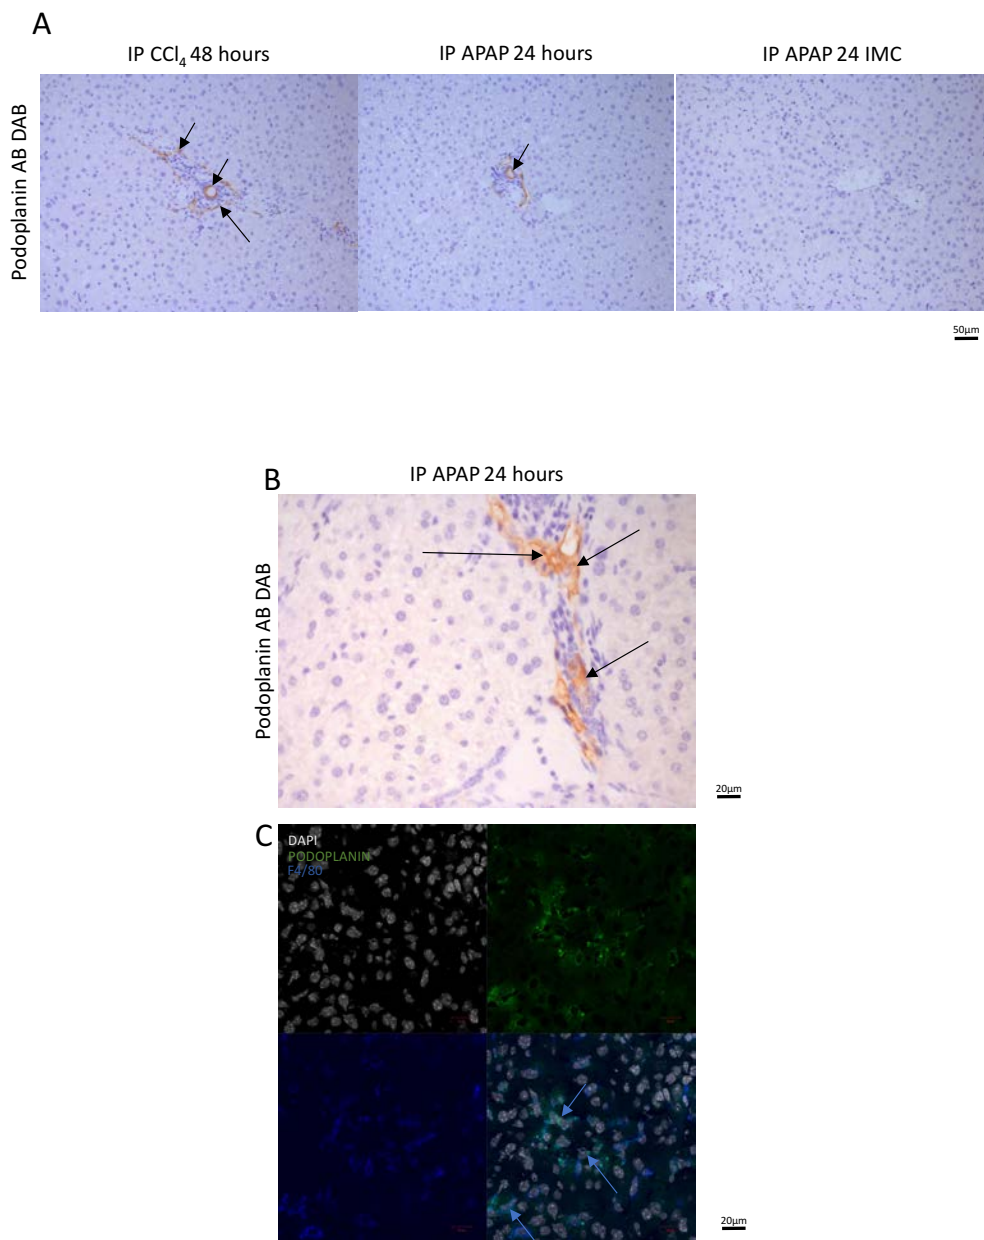 A
IP CCl₄ 48 hours
IP APAP 24 hours
IP APAP 24 IMC
Podoplanin AB DAB
50µm
B
IP APAP 24 hours
Podoplanin AB DAB
20µm
C
DAPI
PODOPLANIN
F4/80
20µm